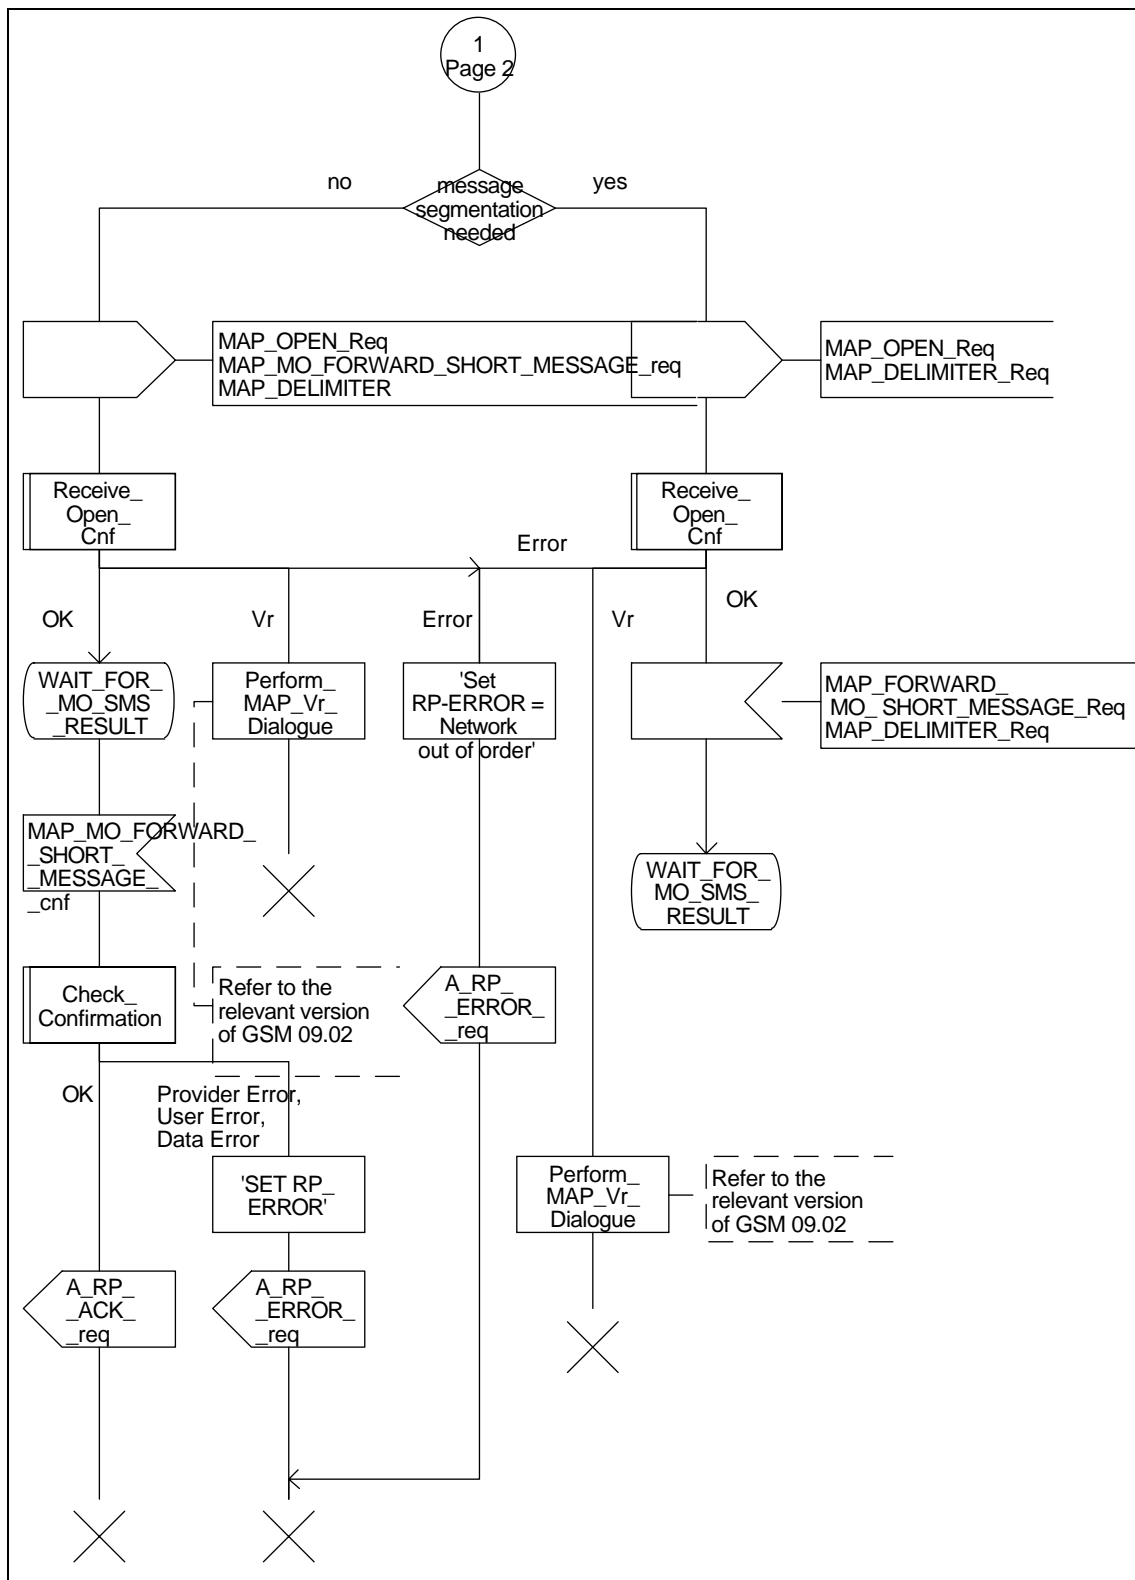 1
Page 2
no
message
segmentation
needed
yes
MAP_OPEN_Req
MAP_MO_FORWARD_SHORT_MESSAGE_req
MAP_DELIMITER
MAP_OPEN_Req
MAP_DELIMITER_Req
Receive_
Open_
Cnf
Receive_
Open_
Cnf
Error
OK
Vr
Error
Vr
OK
WAIT_FOR_
_MO_SMS
_RESULT
Perform_
MAP_Vr_
Dialogue
'Set
RP-ERROR =
Network
out of order'
MAP_FORWARD_
MO_SHORT_MESSAGE_Req
MAP_DELIMITER_Req
MAP_MO_FORWARD_
_SHORT_
_MESSAGE_
_cnf
WAIT_FOR_
MO_SMS_
RESULT
Check_
Confirmation
Refer to the
relevant version
of GSM 09.02
A_RP_
_ERROR_
_req
OK
Provider Error,
User Error,
Data Error
'SET RP_
ERROR'
Perform_
MAP_Vr_
Dialogue
Refer to the
relevant version
of GSM 09.02
A_RP_
_ACK_
_req
A_RP_
_ERROR_
_req